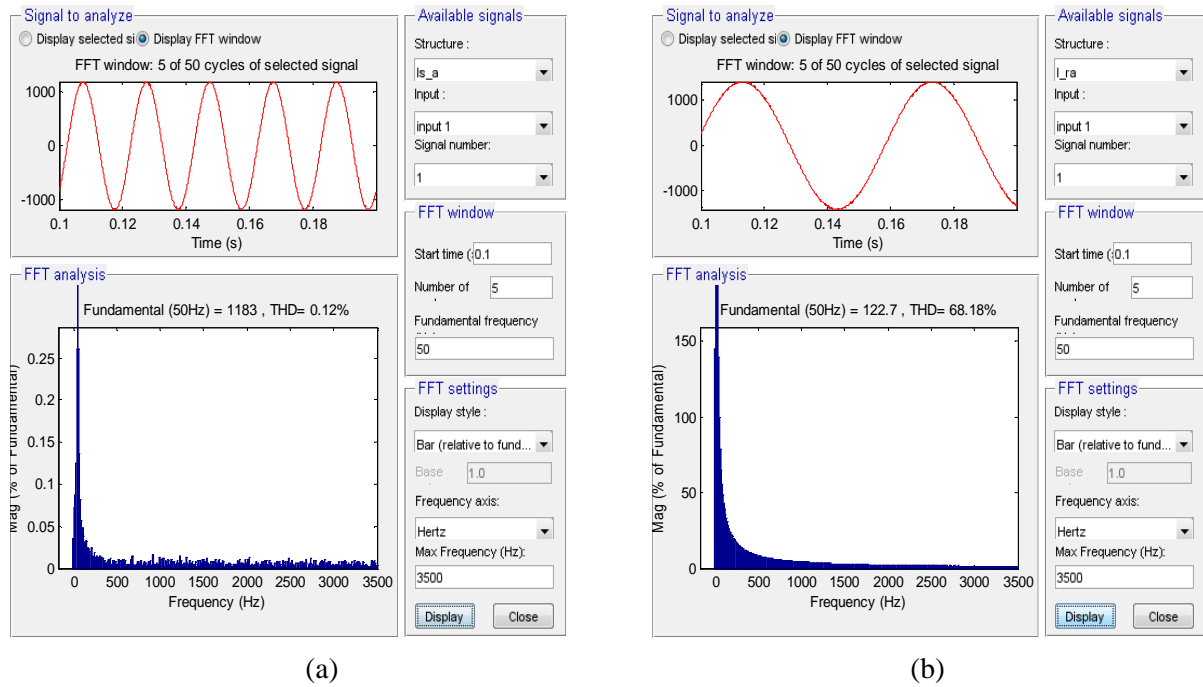 Signal to analyze
Display selected si Display FFT window
FFT window: 5 of 50 cycles of selected signal
1000
0
-1000
0.1 0.12 0.14 0.16 0.18
Time (s)
FFT analysis
Fundamental (50Hz) = 1183 , THD= 0.12%
0.25
0.2
0.15
0.1
0.05
0
Mag (% of Fundamental)
0 500 1000 1500 2000 2500 3000 3500
Frequency (Hz)
Available signals
Structure :
Is_a
Input :
input 1
Signal number:
1
FFT window
Start time (s 0.1
Number of 5
Fundamental frequency
50
FFT settings
Display style :
Bar (relative to fund...
Base 1.0
Frequency axis:
Hertz
Max Frequency (Hz):
3500
Display Close
(a)
Signal to analyze
Display selected si Display FFT window
FFT window: 5 of 50 cycles of selected signal
1000
0
-1000
0.1 0.12 0.14 0.16 0.18
Time (s)
FFT analysis
Fundamental (50Hz) = 122.7 , THD= 68.18%
150
100
50
0
Mag (% of Fundamental)
0 500 1000 1500 2000 2500 3000 3500
Frequency (Hz)
Available signals
Structure :
I_ra
Input :
input 1
Signal number:
1
FFT window
Start time (s 0.1
Number of 5
Fundamental frequency
50
FFT settings
Display style :
Bar (relative to fund...
Base 1.0
Frequency axis:
Hertz
Max Frequency (Hz):
3500
Display Close
(b)